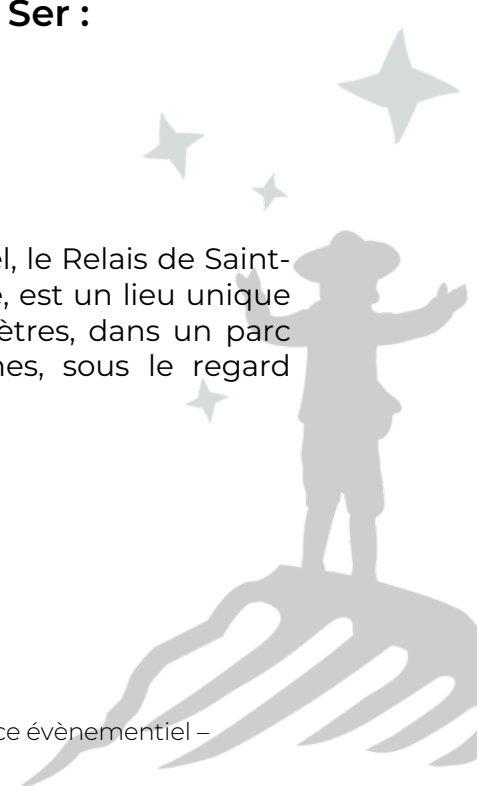 Ser :
l, le Relais de Saint-
, est un lieu unique
ètres, dans un parc
nes, sous le regard
ce évènementiel –